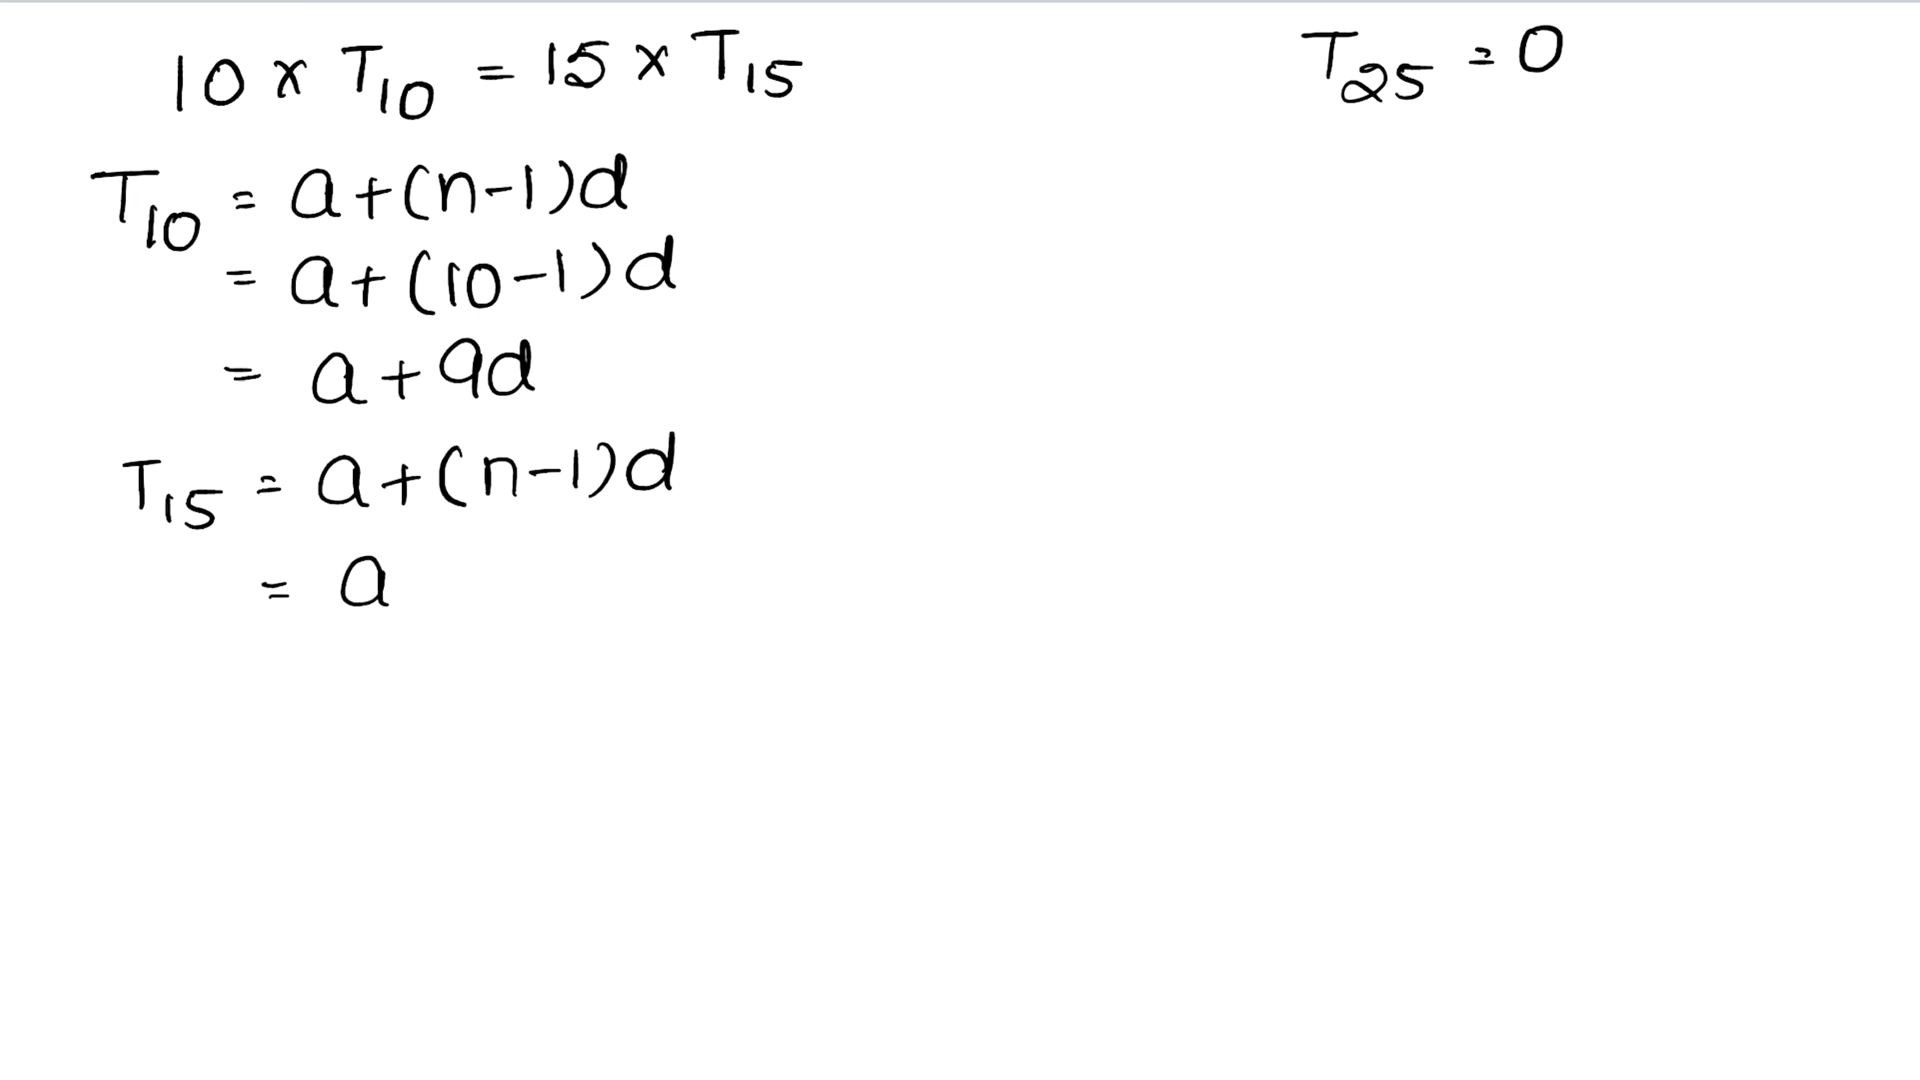 10 x T₁₀ = 15 x T₁₅
T₂₅ = 0
T₁₀ = a+(n-1)d
= a+(10-1)d
= a+9d
T₁₅ = a+(n-1)d
= a